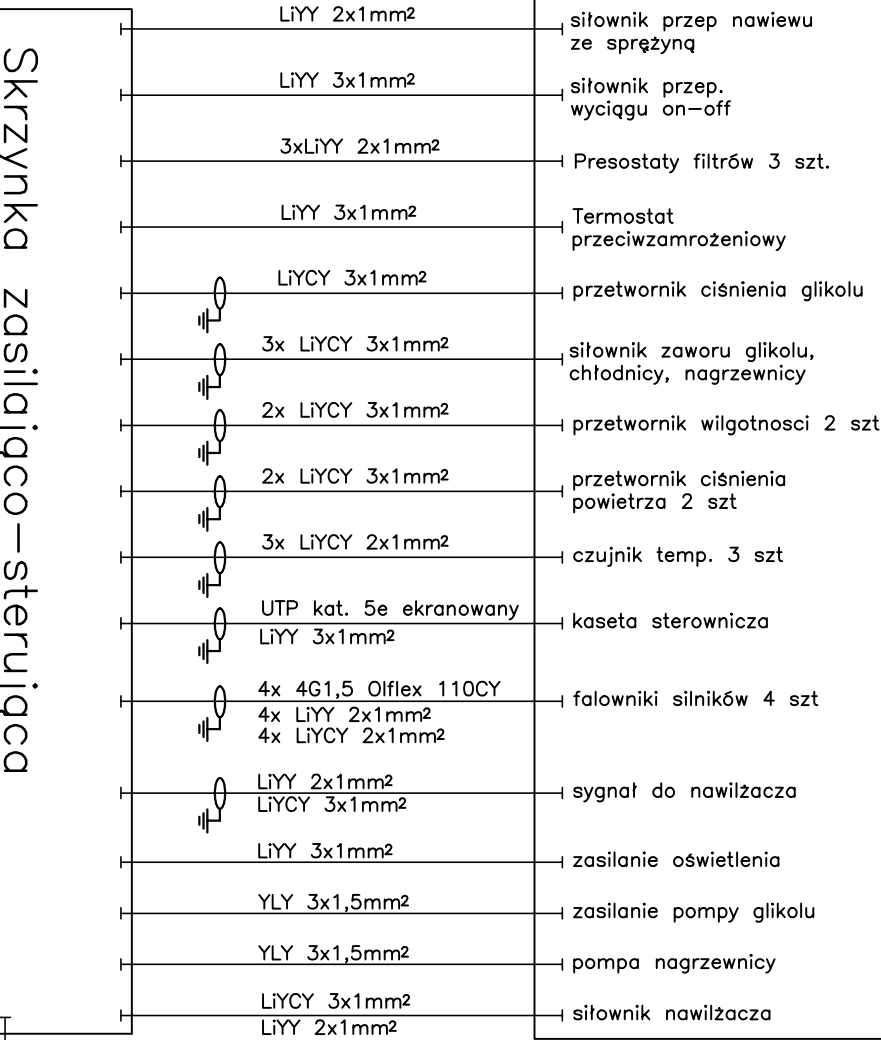 Skrzynka zasilająco-sterująca
LiYY 2x1mm²
siłownik przep nawiewu
ze sprężyną
LiYY 3x1mm²
siłownik przep.
wyciągu on-off
3xLiYY 2x1mm²
Presostaty filtrów 3 szt.
LiYY 3x1mm²
Termostat
przeciwzamrożeniowy
LiYCY 3x1mm²
przetwornik ciśnienia glikolu
3x LiYCY 3x1mm²
siłownik zaworu glikolu,
chłodnicy, nagrzewnicy
2x LiYCY 3x1mm²
przetwornik wilgotnosci 2 szt
2x LiYCY 3x1mm²
przetwornik ciśnienia
powietrza 2 szt
3x LiYCY 2x1mm²
czujnik temp. 3 szt
UTP kat. 5e ekranowany
LiYY 3x1mm²
kaseta sterownicza
4x 4G1,5 Olflex 110CY
4x LiYY 2x1mm²
4x LiYCY 2x1mm²
falowniki silników 4 szt
LiYY 2x1mm²
LiYCY 3x1mm²
sygnał do nawilżacza
LiYY 3x1mm²
zasilanie oświetlenia
YLY 3x1,5mm²
zasilanie pompy glikolu
YLY 3x1,5mm²
pompa nagrzewnicy
LiYCY 3x1mm²
LiYY 2x1mm²
siłownik nawilżacza